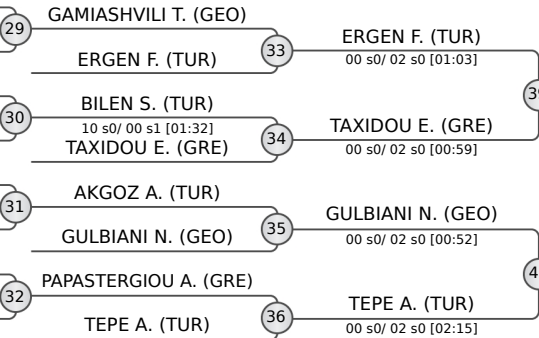 GAMIASHVILI T. (GEO)
29
33
ERGEN F. (TUR)
ERGEN F. (TUR)
00 s0/ 02 s0 [01:03]
BILEN S. (TUR)
30
10 s0/ 00 s1 [01:32]
34
TAXIDOU E. (GRE)
TAXIDOU E. (GRE)
00 s0/ 02 s0 [00:59]
AKGOZ A. (TUR)
31
35
GULBIANI N. (GEO)
GULBIANI N. (GEO)
00 s0/ 02 s0 [00:52]
PAPASTERGIOU A. (GRE)
32
36
TEPE A. (TUR)
TEPE A. (TUR)
00 s0/ 02 s0 [02:15]